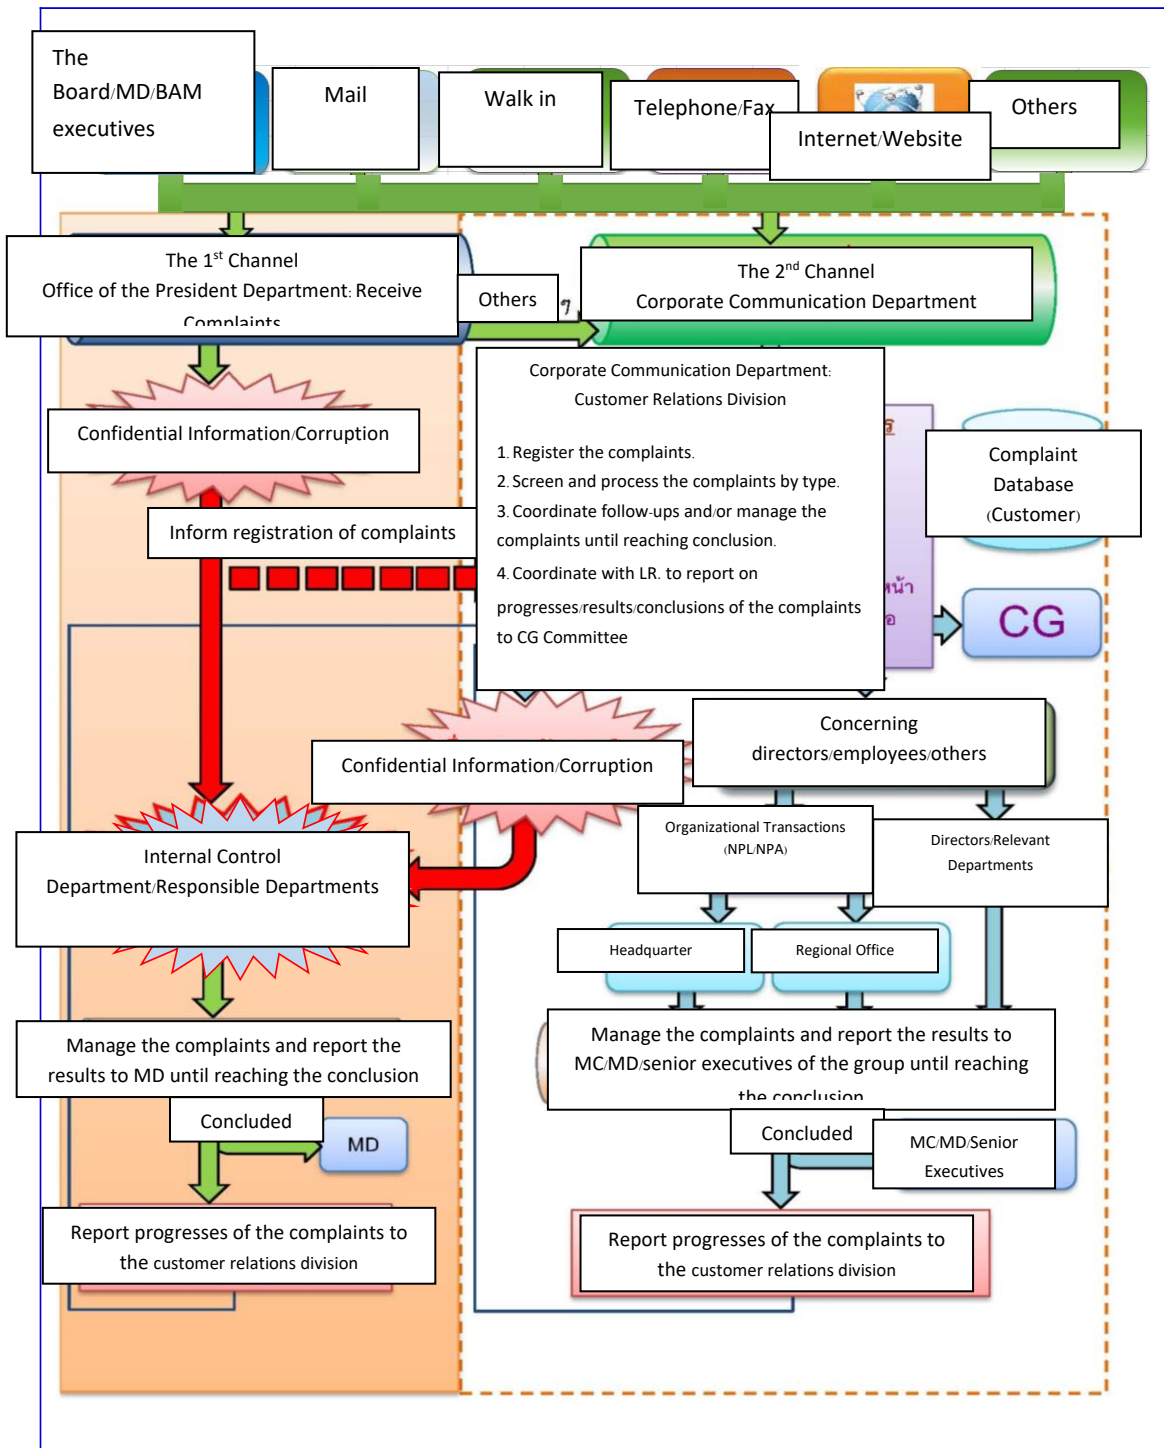 The
Board/MD/BAM
executives
Mail
Walk in
Telephone/Fax
Internet/Website
Others
The 1st Channel
Office of the President Department: Receive
Complaints
Others
ๆ
The 2nd Channel
Corporate Communication Department
Confidential Information/Corruption
Inform registration of complaints
Corporate Communication Department:
Customer Relations Division
1. Register the complaints.
2. Screen and process the complaints by type.
3. Coordinate follow-ups and/or manage the
complaints until reaching conclusion.
4. Coordinate with LR. to report on
progresses/results/conclusions of the complaints
to CG Committee
Complaint
Database
(Customer)
หน้า
CG
Concerning
directors/employees/others
Confidential Information/Corruption
Organizational Transactions
(NPL/NPA)
Directors/Relevant
Departments
Internal Control
Department/Responsible Departments
Headquarter
Regional Office
Manage the complaints and report the
results to MD until reaching the conclusion
Manage the complaints and report the results to
MC/MD/senior executives of the group until reaching
the conclusion
Concluded
MD
Concluded
MC/MD/Senior
Executives
Report progresses of the complaints to
the customer relations division
Report progresses of the complaints to
the customer relations division